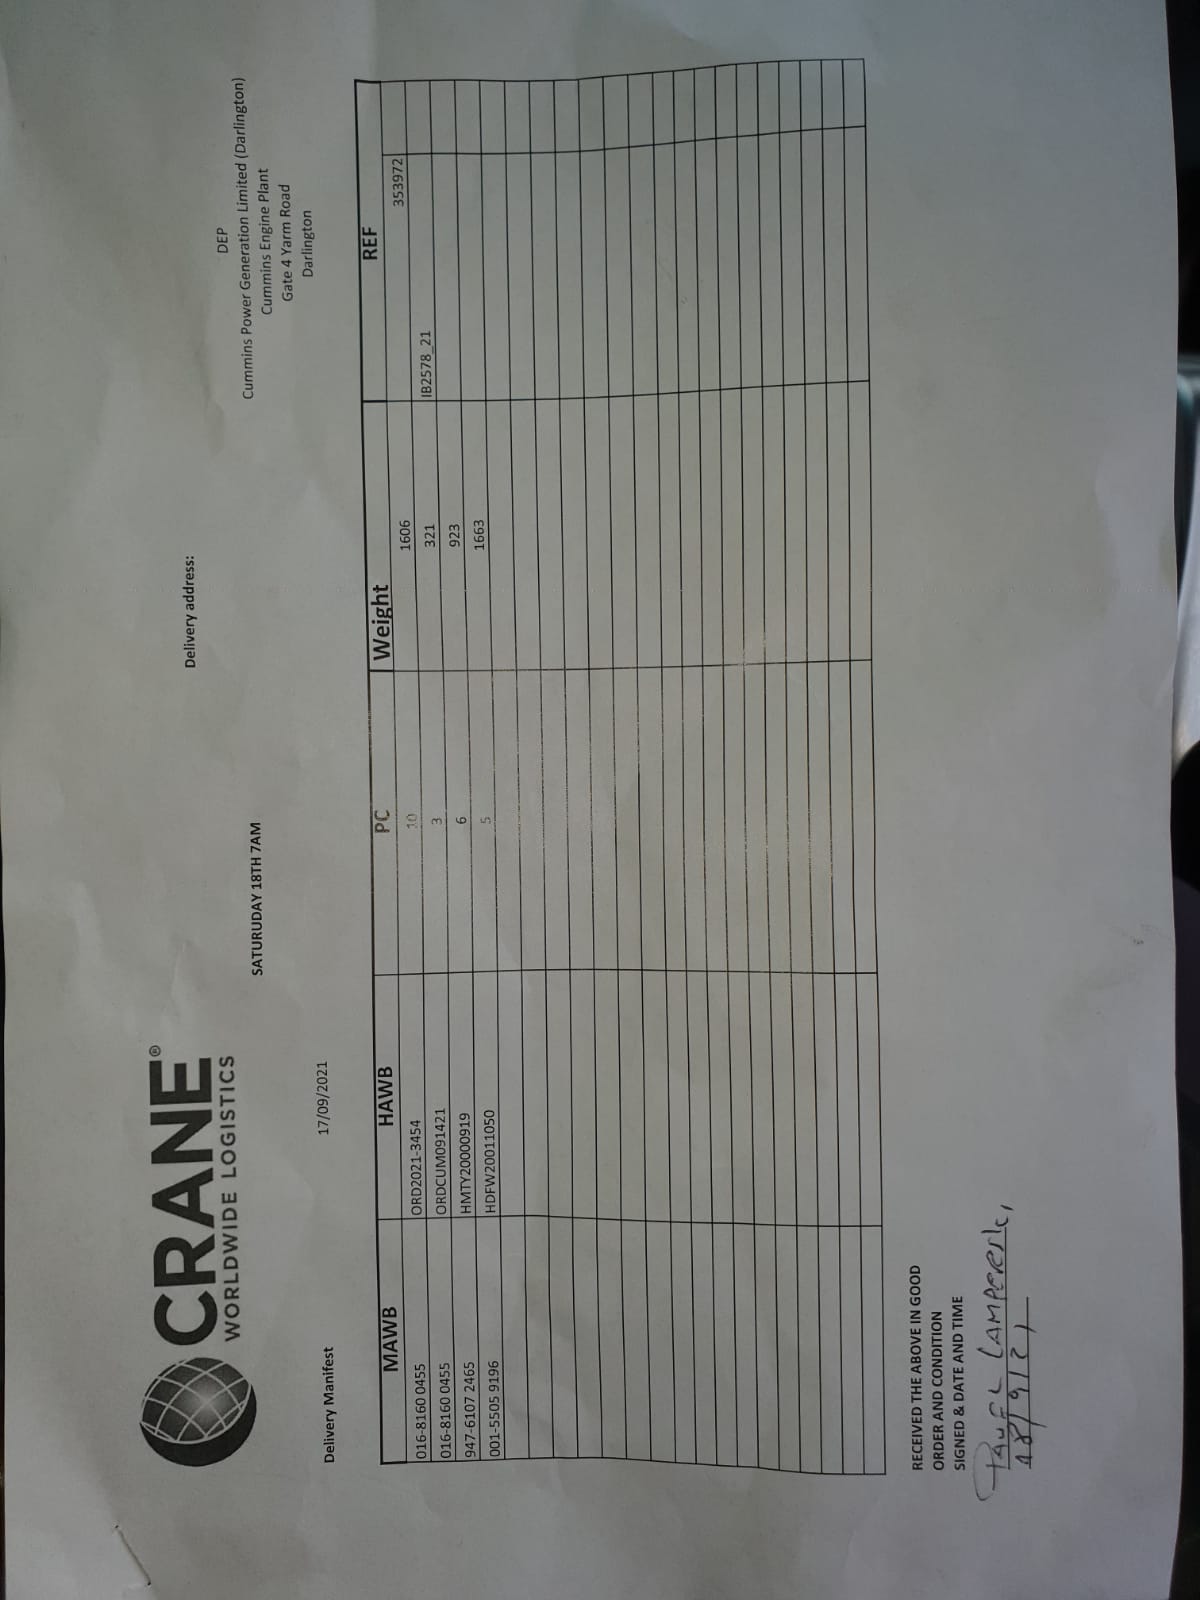 CRANE®
WORLDWIDE LOGISTICS
Delivery address:
SATURUDAY 18TH 7AM
DEP
Cummins Power Generation Limited (Darlington)
Cummins Engine Plant
Gate 4 Yarm Road
Darlington
Delivery Manifest 17/09/2021
MAWB HAWB PC Weight REF
016-8160 0455 ORD2021-3454 10 1606 353972
016-8160 0455 ORDCUM091421 3 321 IB2578_21
947-6107 2465 HMTY20000919 6 923
001-5505 9196 HDFW20011050 5 1663
RECEIVED THE ABOVE IN GOOD
ORDER AND CONDITION
SIGNED & DATE AND TIME
18/9/21